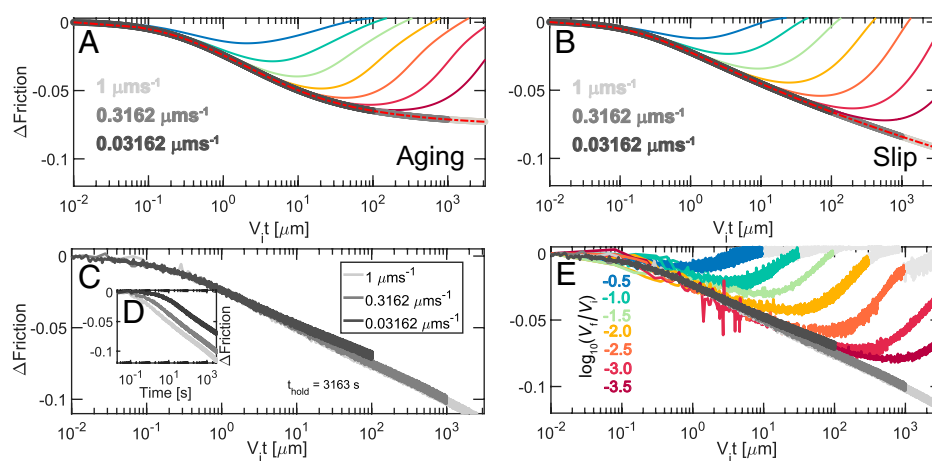 0
-0.05
-0.1
Δ Friction
A
1 μms⁻¹
0.3162 μms⁻¹
0.03162 μms⁻¹
Aging
10⁻² 10⁻¹ 10⁰ 10¹ 10² 10³
Vᵢt [μm]
0
-0.05
-0.1
Δ Friction
B
1 μms⁻¹
0.3162 μms⁻¹
0.03162 μms⁻¹
Slip
10⁻² 10⁻¹ 10⁰ 10¹ 10² 10³
Vᵢt [μm]
0
-0.05
-0.1
Δ Friction
C
1 μms⁻¹
0.3162 μms⁻¹
0.03162 μms⁻¹
D
0
-0.05
-0.1
Δ Friction
10⁻¹ 10¹ 10³
Time [s]
t_hold = 3163 s
10⁻² 10⁻¹ 10⁰ 10¹ 10² 10³
Vᵢt [μm]
0
-0.05
-0.1
Δ Friction
E
log₁₀(V_f/Vᵢ)
-0.5
-1.0
-1.5
-2.0
-2.5
-3.0
-3.5
10⁻² 10⁻¹ 10⁰ 10¹ 10² 10³
Vᵢt [μm]